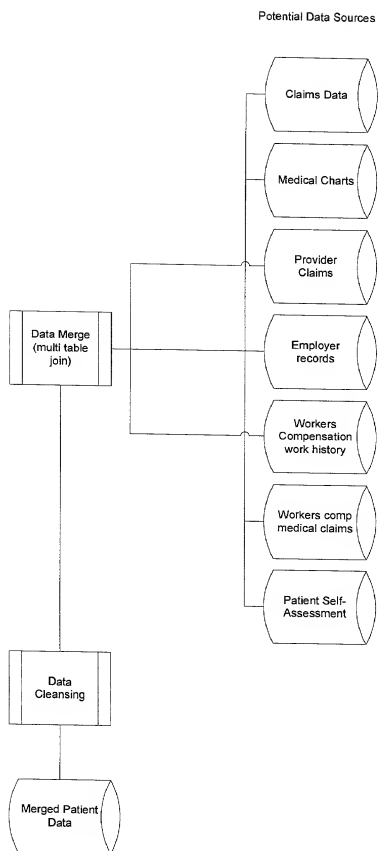 Potential Data Sources
Claims Data
Medical Charts
Provider
Claims
Data Merge
(multi table
join)
Employer
records
Workers
Compensation
work history
Workers comp
medical claims
Patient Self-
Assessment
Data
Cleansing
Merged Patient
Data